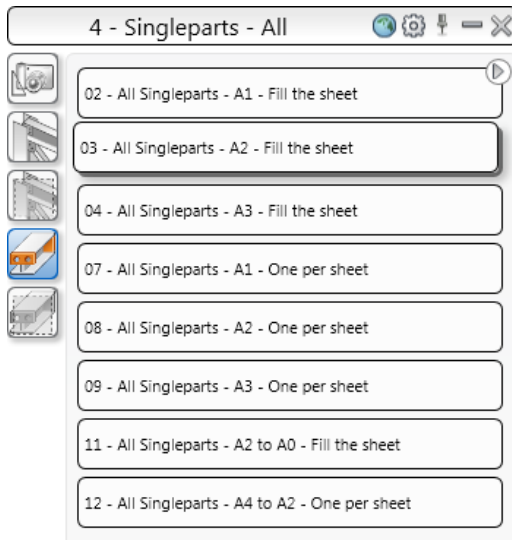 4 - Singleparts - All
02 - All Singleparts - A1 - Fill the sheet
03 - All Singleparts - A2 - Fill the sheet
04 - All Singleparts - A3 - Fill the sheet
07 - All Singleparts - A1 - One per sheet
08 - All Singleparts - A2 - One per sheet
09 - All Singleparts - A3 - One per sheet
11 - All Singleparts - A2 to A0 - Fill the sheet
12 - All Singleparts - A4 to A2 - One per sheet